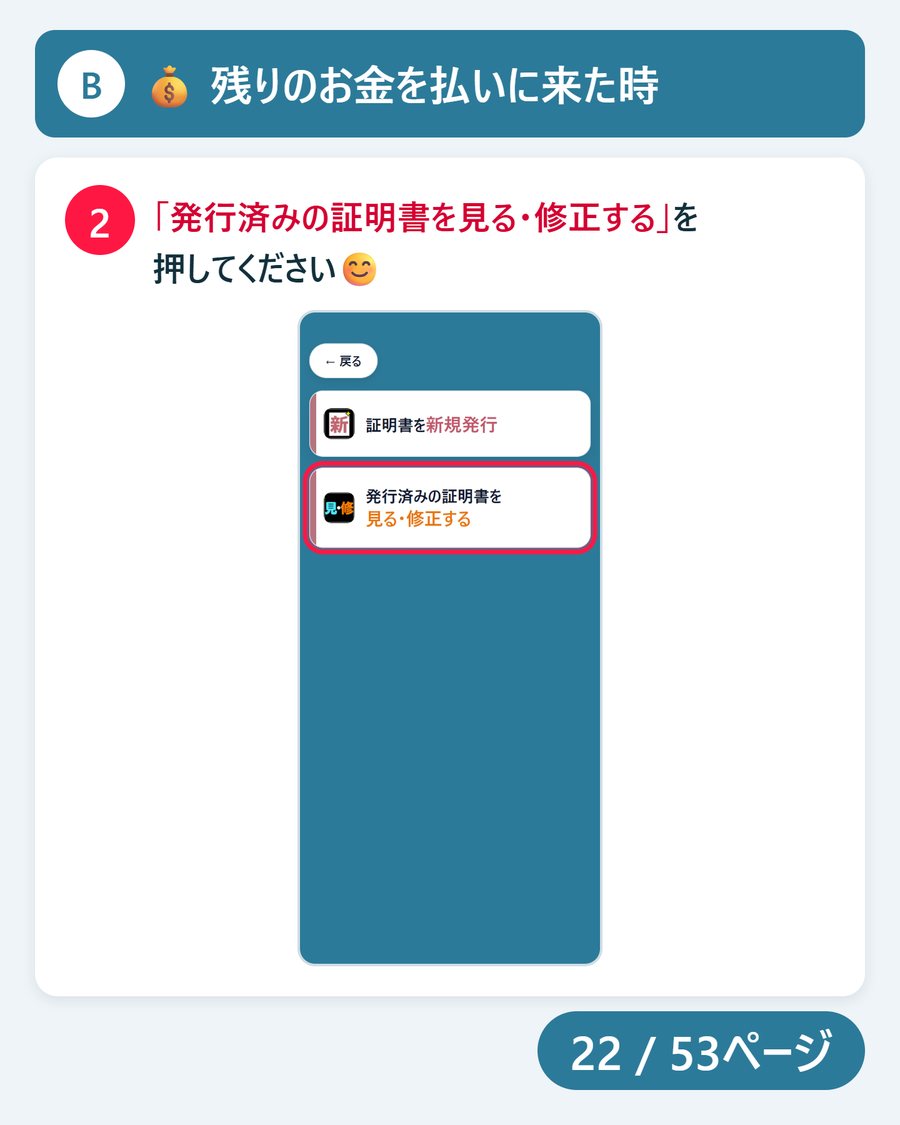 B 💰 残りのお金を払いに来た時
2 「発行済みの証明書を見る・修正する」を
押してください😊
← 戻る
新 証明書を新規発行
発行済みの証明書を
見・修 見る・修正する
22 / 53ページ